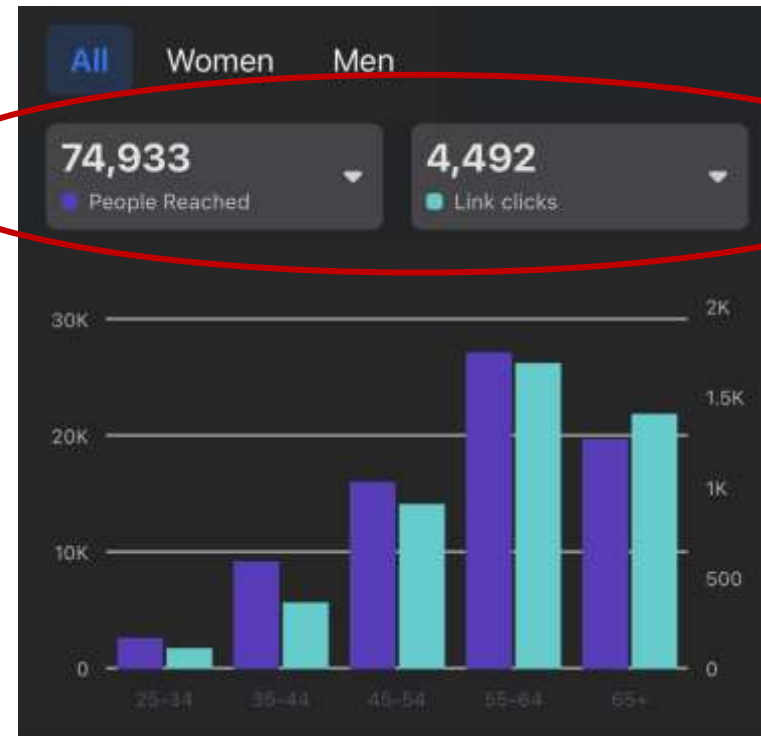 All Women Men
74,933 4,492
People Reached Link clicks
30K 2K
1.5K
20K
1K
10K
500
0 0
25-34 35-44 45-54 55-64 65+